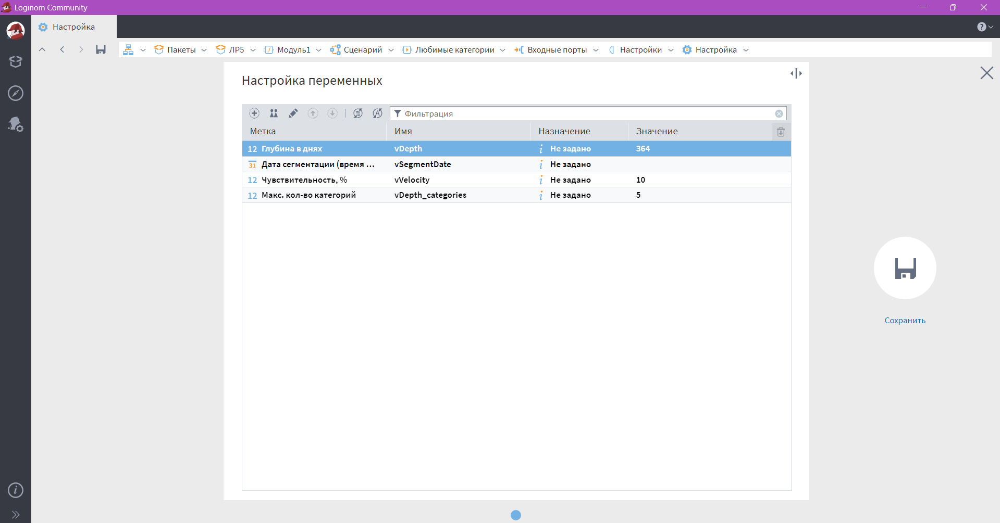 Loginom Community
Настройка
Пакеты ЛР5 Модуль1 Сценарий Любимые категории Входные порты Настройки Настройка
Настройка переменных
Фильтрация
Метка Имя Назначение Значение
12 Глубина в днях vDepth Не задано 364
31 Дата сегментации (время ... vSegmentDate Не задано
12 Чувствительность, % vVelocity Не задано 10
12 Макс. кол-во категорий vDepth_categories Не задано 5
Сохранить